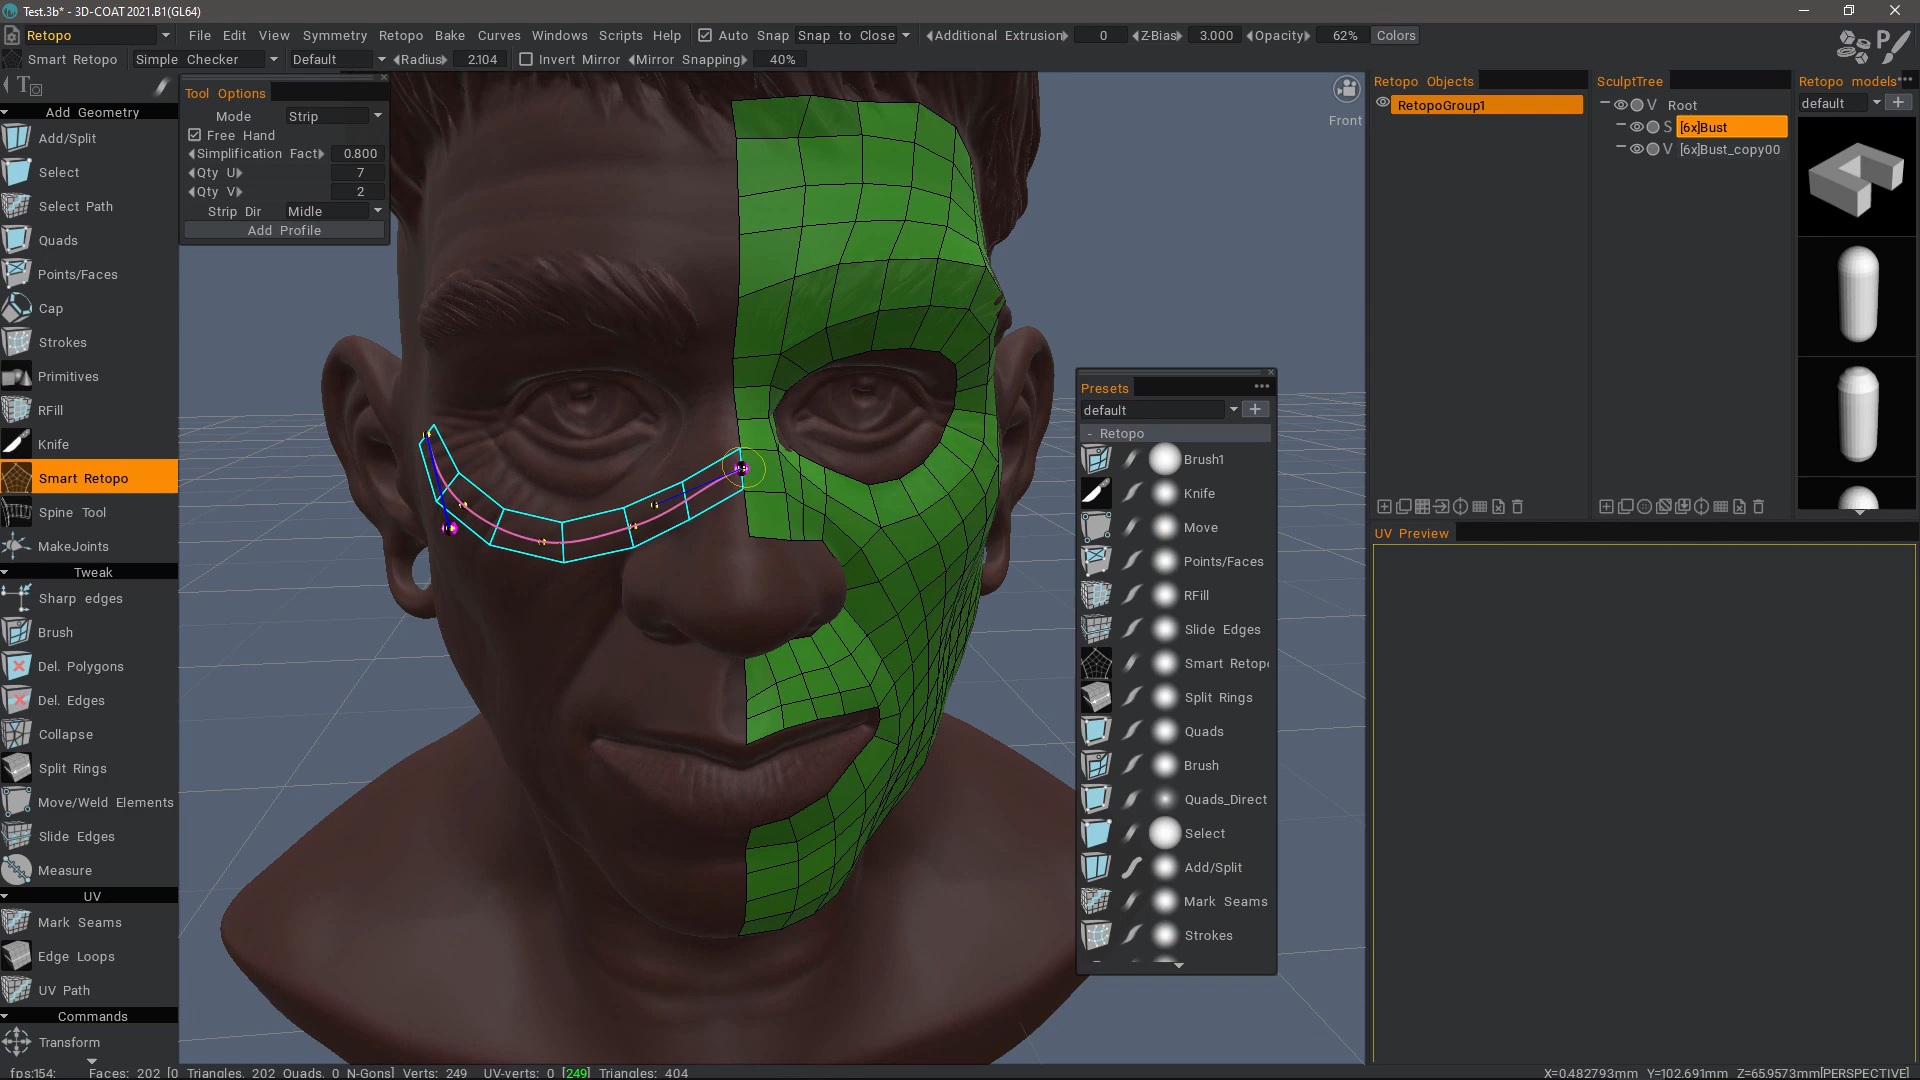 Test.3b* - 3D-COAT 2021.B1(GL64)
Retopo File Edit View Symmetry Retopo Bake Curves Windows Scripts Help Auto Snap Snap to Close Additional Extrusion 0 Z-Bias 3.000 Opacity 62% Colors
Smart Retopo Simple Checker Default Radius 2.104 Invert Mirror Mirror Snapping 40%
Tool Options
Mode Strip
Free Hand
Simplification Fact 0.800
Qty U 7
Qty V 2
Strip Dir Midle
Add Profile
Add Geometry
Add/Split
Select
Select Path
Quads
Points/Faces
Cap
Strokes
Primitives
RFill
Knife
Smart Retopo
Spine Tool
MakeJoints
Tweak
Sharp edges
Brush
Del. Polygons
Del. Edges
Collapse
Split Rings
Move/Weld Elements
Slide Edges
Measure
UV
Mark Seams
Edge Loops
UV Path
Commands
Transform
Front
Presets
default
- Retopo
Brush1
Knife
Move
Points/Faces
RFill
Slide Edges
Smart Retop
Split Rings
Quads
Brush
Quads_Direct
Select
Add/Split
Mark Seams
Strokes
Retopo Objects
RetopoGroup1
SculptTree
V Root
S [6x]Bust
V [6x]Bust_copy00
Retopo models
default
UV Preview
fps:154: Faces: 202 [0 Triangles, 202 Quads, 0 N-Gons] Verts: 249 UV-verts: 0 [249] Triangles: 404
X=0.482793mm Y=102.691mm Z=65.9573mm[PERSPECTIVE]